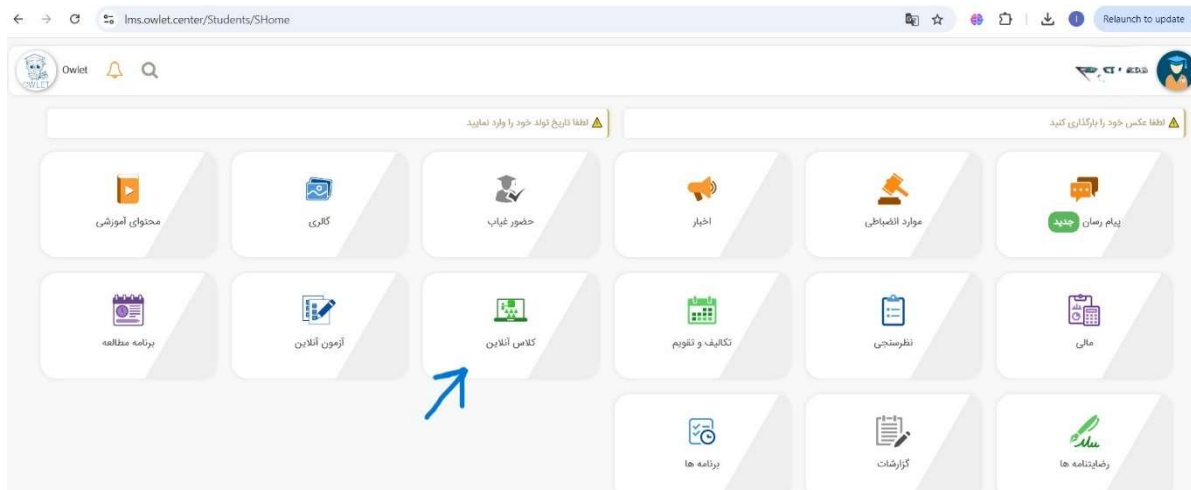 lms.owlet.center/Students/SHome
Relaunch to update
Owlet
OWLET
لطفا عکس خود را بارگذاری کنید
لطفا تاریخ تولد خود را وارد نمایید
پیام رسان جدید
موارد انضباطی
اخبار
حضور غیاب
گالری
محتوای آموزشی
مالی
نظرسنجی
تکالیف و تقویم
کلاس آنلاین
آزمون آنلاین
برنامه مطالعه
رضایتنامه ها
گزارشات
برنامه ها